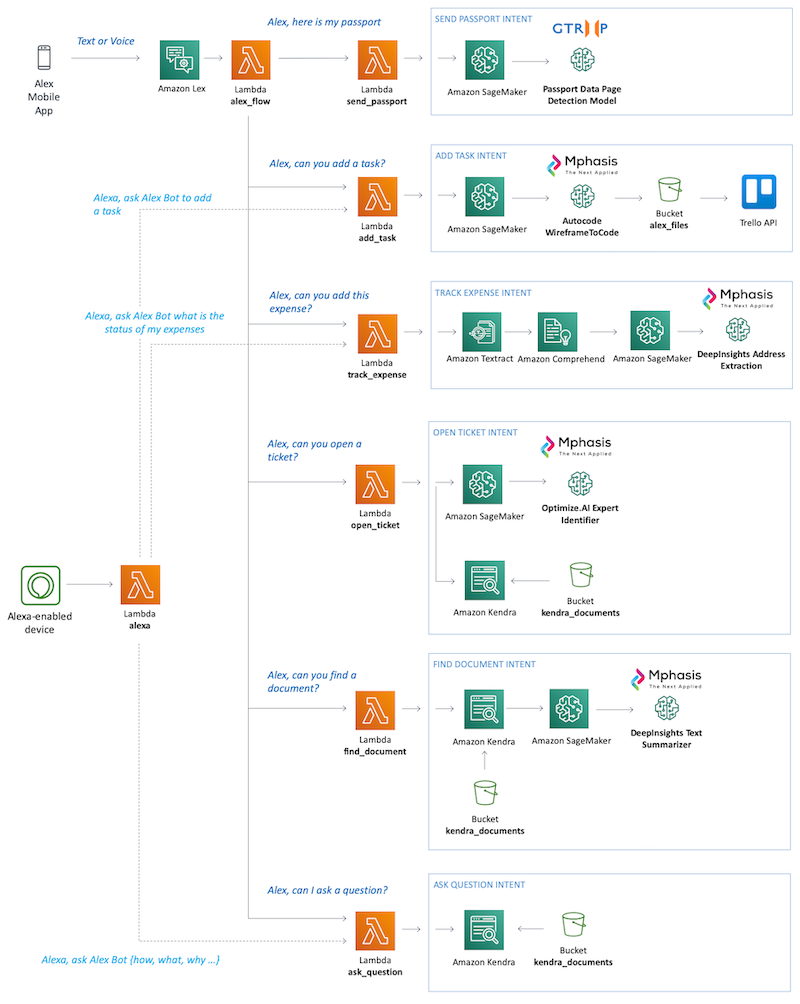 Alex, here is my passport
Text or Voice
Alex
Mobile
App
Amazon Lex
Lambda
alex_flow
Lambda
send_passport
SEND PASSPORT INTENT
GTRIIP
Amazon SageMaker
Passport Data Page
Detection Model
Alex, can you add a task?
Alexa, ask Alex Bot to add
a task
Lambda
add_task
ADD TASK INTENT
Mphasis
The Next Applied
Amazon SageMaker
Autocode
WireframeToCode
Bucket
alex_files
Trello API
Alex, can you add this
expense?
Alexa, ask Alex Bot what is the
status of my expenses
Lambda
track_expense
TRACK EXPENSE INTENT
Mphasis
The Next Applied
Amazon Textract
Amazon Comprehend
Amazon SageMaker
DeepInsights Address
Extraction
Alex, can you open a
ticket?
Lambda
open_ticket
OPEN TICKET INTENT
Mphasis
The Next Applied
Amazon SageMaker
Optimize.AI Expert
Identifier
Amazon Kendra
Bucket
kendra_documents
Alexa-enabled
device
Lambda
alexa
Alex, can you find a
document?
Lambda
find_document
FIND DOCUMENT INTENT
Mphasis
The Next Applied
Amazon Kendra
Amazon SageMaker
DeepInsights Text
Summarizer
Bucket
kendra_documents
Alex, can I ask a question?
Alexa, ask Alex Bot {how, what, why ...}
Lambda
ask_question
ASK QUESTION INTENT
Amazon Kendra
Bucket
kendra_documents